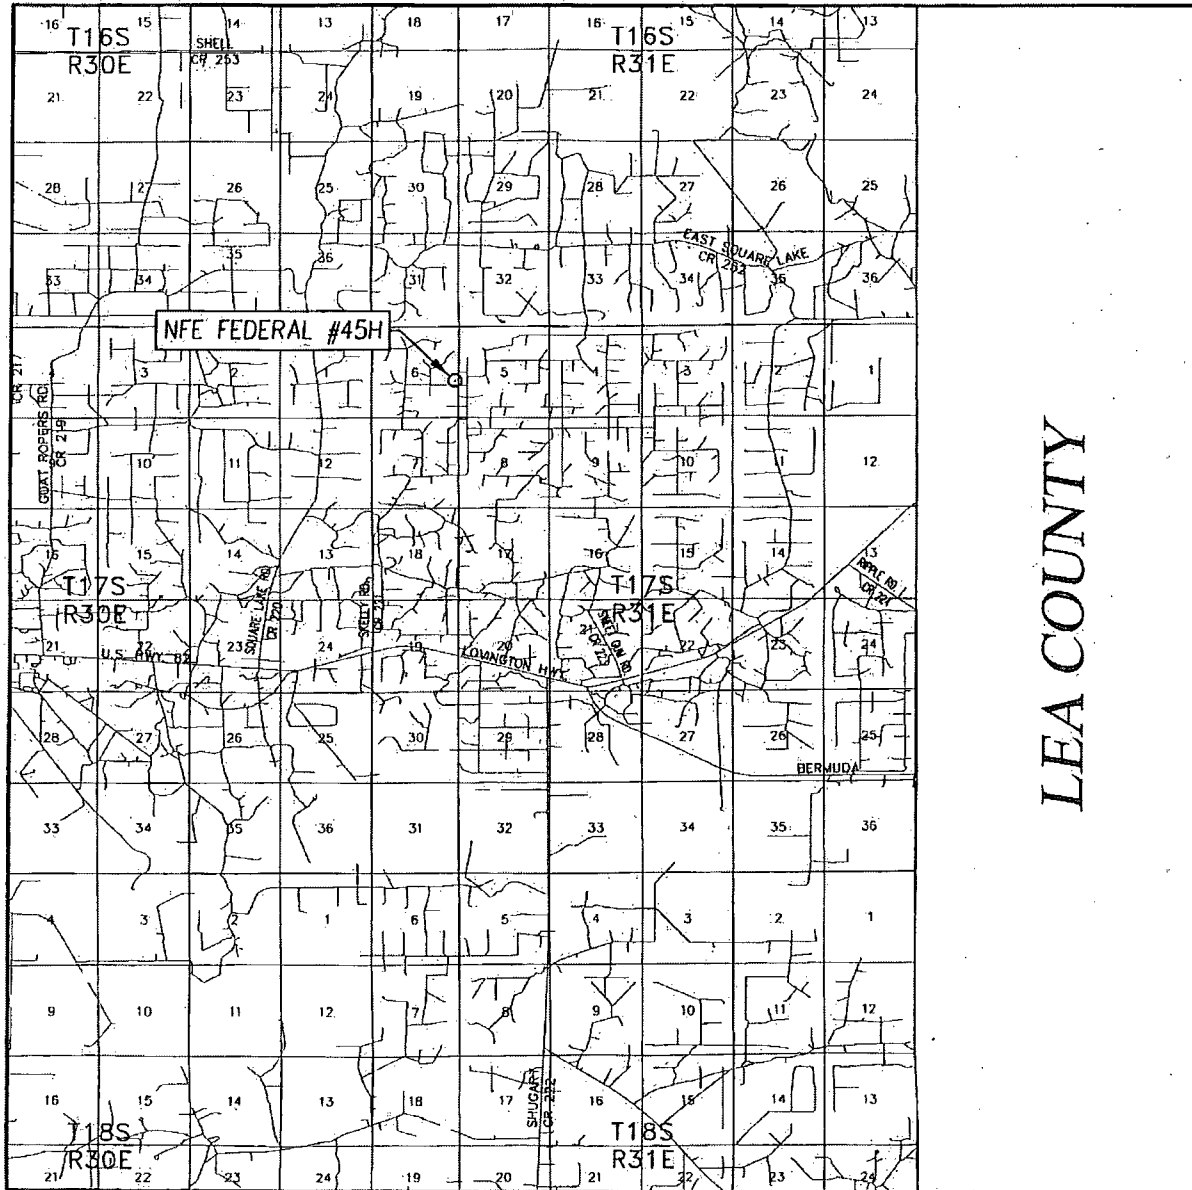 16 15 14 13 18 17 16 15 14 13
T16S
R30E
SHELL
CR 253
T16S
R31E
21 22 23 24 19 20 21 22 23 24
28 27 26 25 30 29 28 27 26 25
EAST SQUARE LAKE
CR 252
33 34 35 36 31 32 33 34 35 36
NFE FEDERAL #45H
CR 217
4 3 2 1 6 5 4 3 2 1
GOAT ROPERS RD.
CR 219
9 10 11 12 7 8 9 10 11 12
16 15 14 13 18 17 16 15 14 13
T17S
R30E
SQUARE LAKE RD.
CR 220
SKELLY RD.
CR 221
T17S
R31E
RIPPLE RD.
CR 224
21 22 23 24 19 20 21 22 23 24
U.S. HWY 82
LOVINGTON HWY.
CR 223
28 27 26 25 30 29 28 27 26 25
BERMUDA
33 34 35 36 31 32 33 34 35 36
4 3 2 1 6 5 4 3 2 1
9 10 11 12 7 8 9 10 11 12
SHUGART
CR 222
16 15 14 13 18 17 16 15 14 13
T18S
R30E
T18S
R31E
21 22 23 24 19 20 21 22 23 24
LEA COUNTY